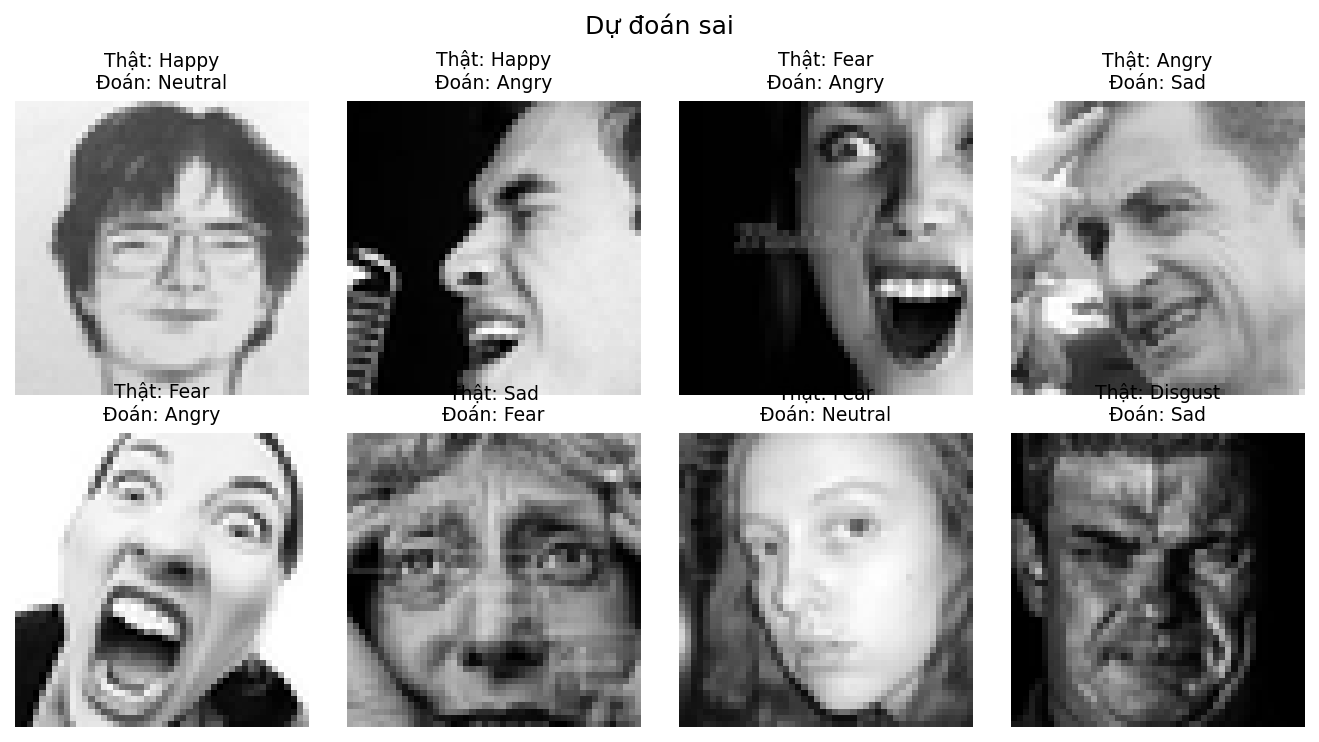 Dự đoán sai
Thật: Happy
Đoán: Neutral
Thật: Happy
Đoán: Angry
Thật: Fear
Đoán: Angry
Thật: Angry
Đoán: Sad
Thật: Fear
Đoán: Angry
Thật: Sad
Đoán: Fear
Thật: Fear
Đoán: Neutral
Thật: Disgust
Đoán: Sad